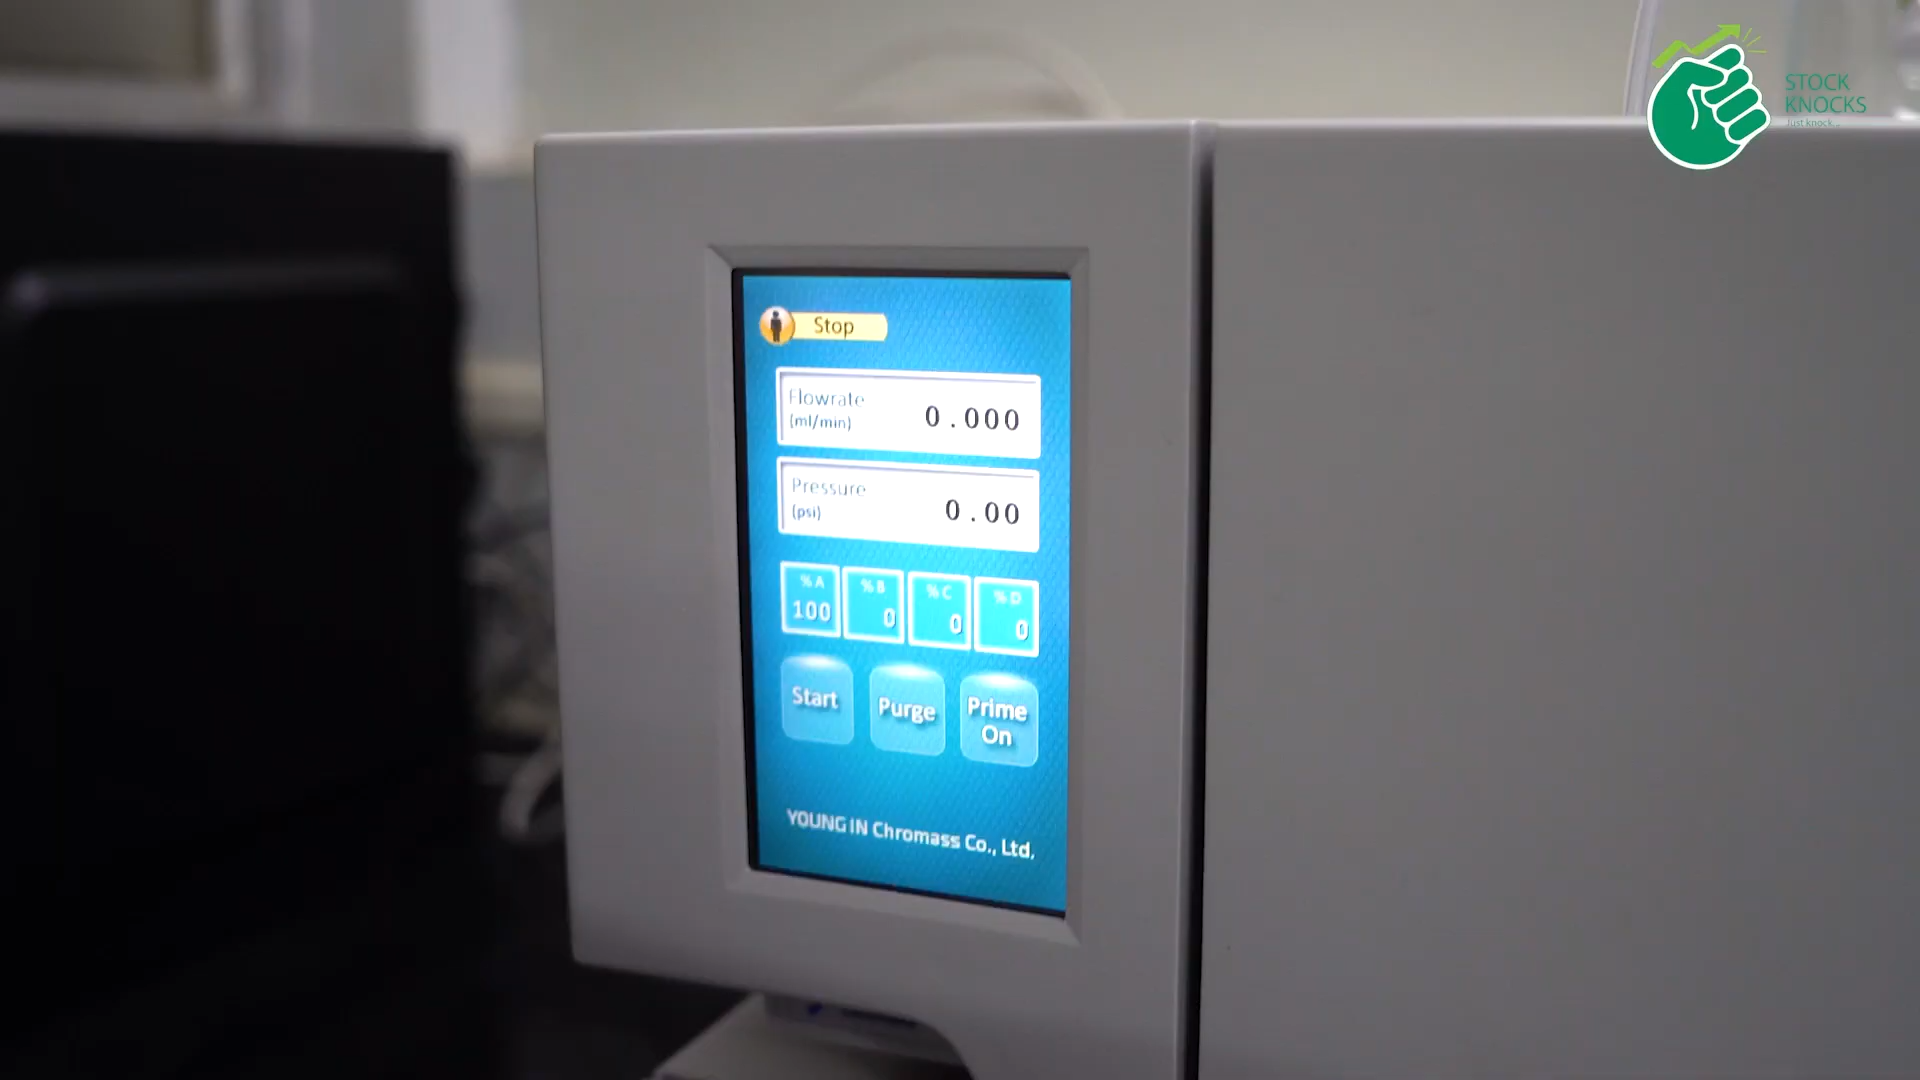 STOCK
KNOCKS
Just knock...
Stop
Flowrate
(ml/min)
0.000
Pressure
(psi)
0.00
% A
% B
% C
% D
100
0
0
0
Start
Purge
Prime
On
YOUNG IN Chromass Co., Ltd.